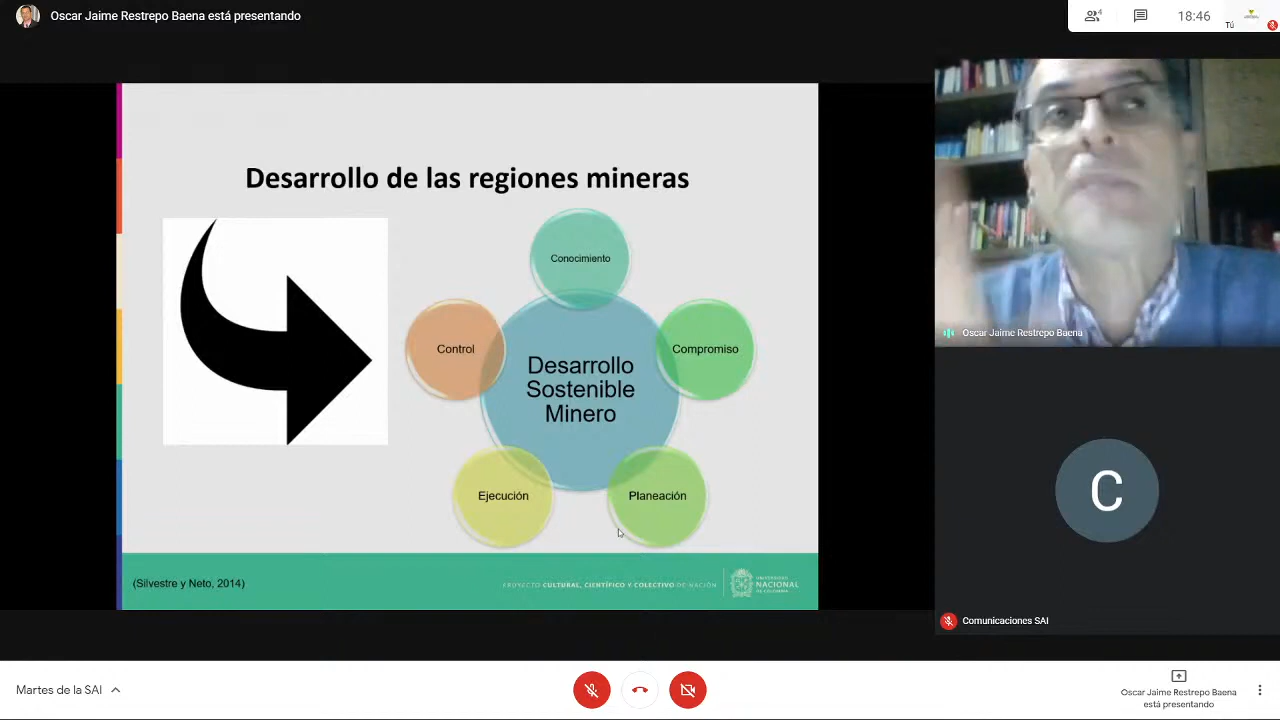 Oscar Jaime Restrepo Baena está presentando
4
18:46
Tú
Desarrollo de las regiones mineras
Conocimiento
Control
Compromiso
Desarrollo
Sostenible
Minero
Ejecución
Planeación
(Silvestre y Neto, 2014)
PROYECTO CULTURAL, CIENTÍFICO Y COLECTIVO DE NACIÓN
UNIVERSIDAD
NACIONAL
DE COLOMBIA
Oscar Jaime Restrepo Baena
C
Comunicaciones SAI
Martes de la SAI
Oscar Jaime Restrepo Baena
está presentando